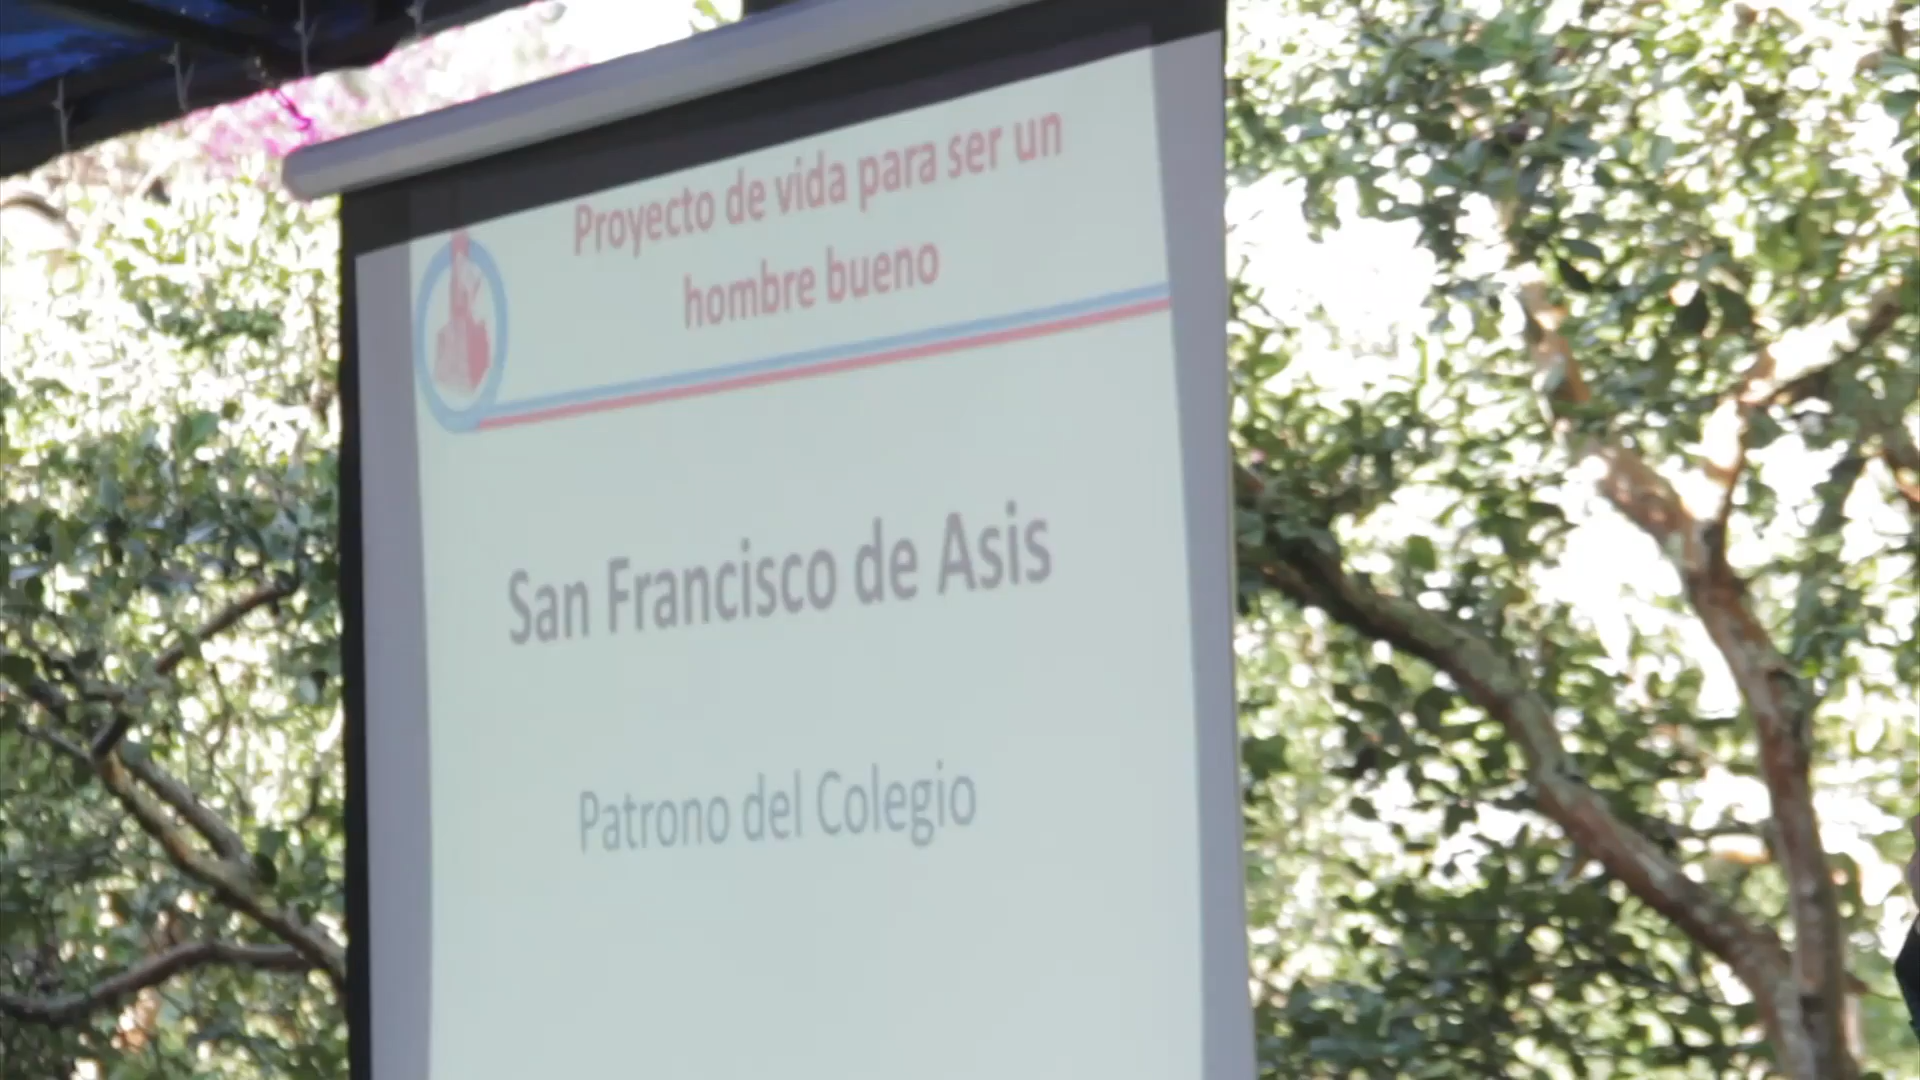 Proyecto de vida para ser un
hombre bueno
San Francisco de Asis
Patrono del Colegio